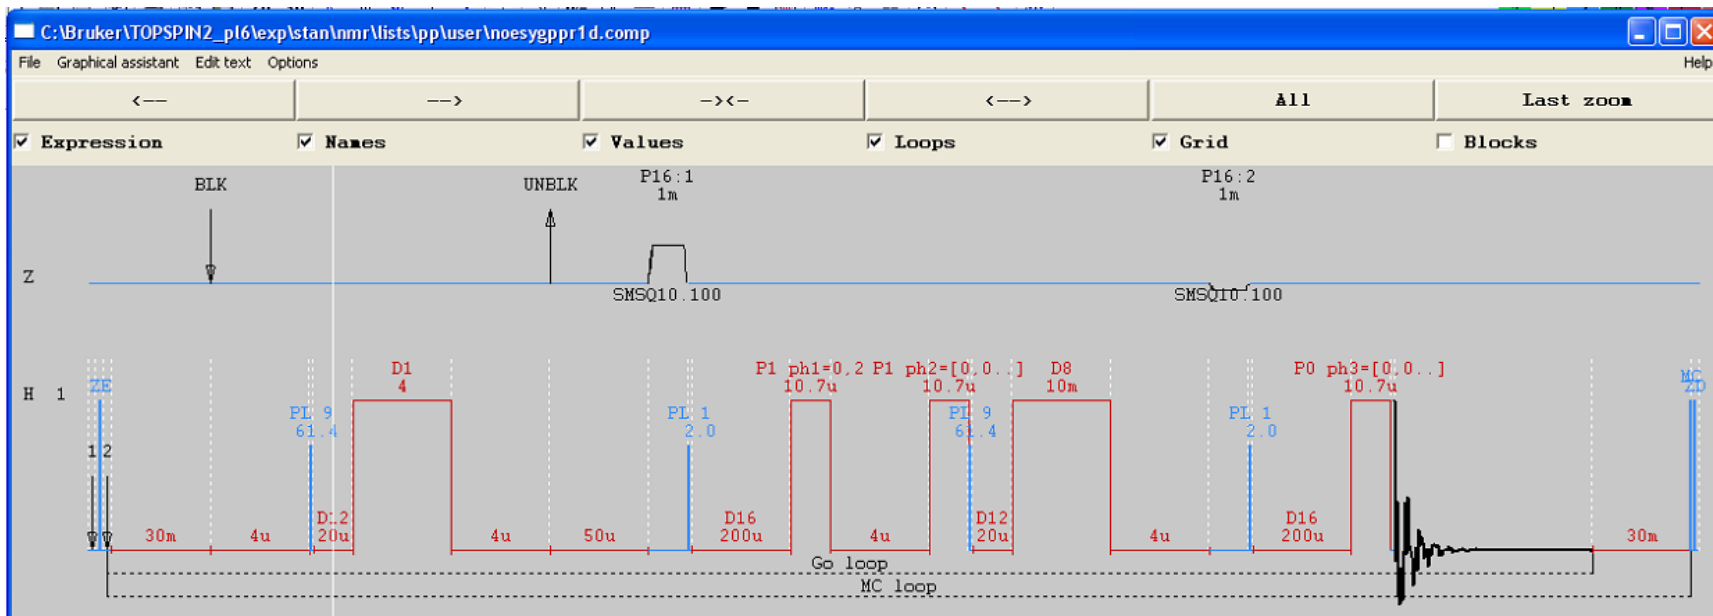 C:\Bruker\TOPSPIN2_pl6\exp\stan\nmr\lists\pp\user\noesygppr1d.comp
File Graphical assistant Edit text Options Help
<-- --> -><- <--> All Last zoom
Expression Names Values Loops Grid Blocks
BLK UNBLK P16:1 P16:2
1m 1m
Z
SMSQ10.100 SMSQ10.100
D1 P1 ph1=0,2 P1 ph2=[0,0..] D8 P0 ph3=[0,0..]
H 1 ZE 4 10.7u 10.7u 10m 10.7u MC ZD
PL 9 PL 1 PL 9 PL 1
61.4 2.0 61.4 2.0
1 2
D12 D16 D12 D16
30m 4u 20u 4u 50u 200u 4u 20u 4u 200u 30m
Go loop
MC loop